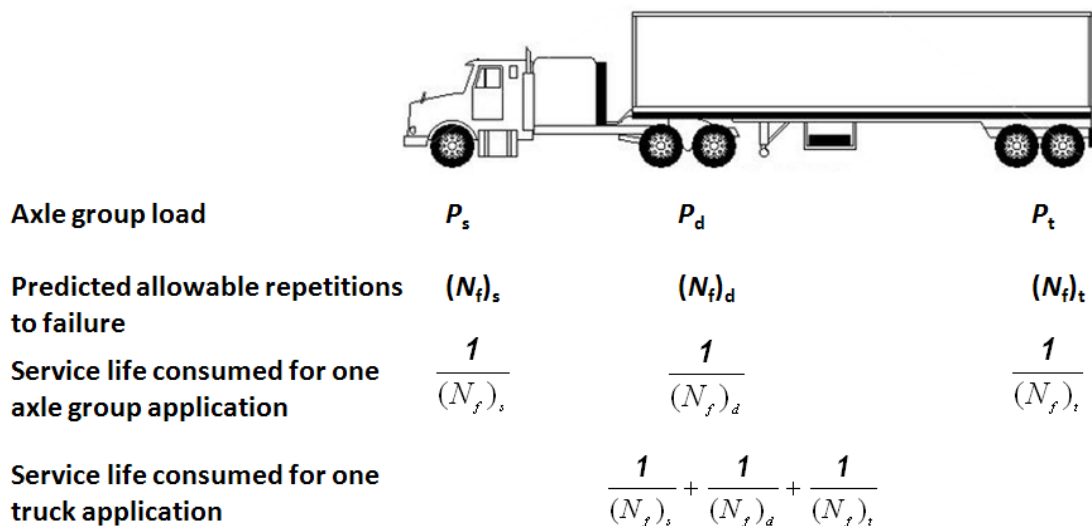 Axle group load P_s P_d P_t
Predicted allowable repetitions (N_f)_s (N_f)_d (N_f)_t
to failure
Service life consumed for one 1/(N_f)_s 1/(N_f)_d 1/(N_f)_t
axle group application
Service life consumed for one 1/(N_f)_s + 1/(N_f)_d + 1/(N_f)_t
truck application